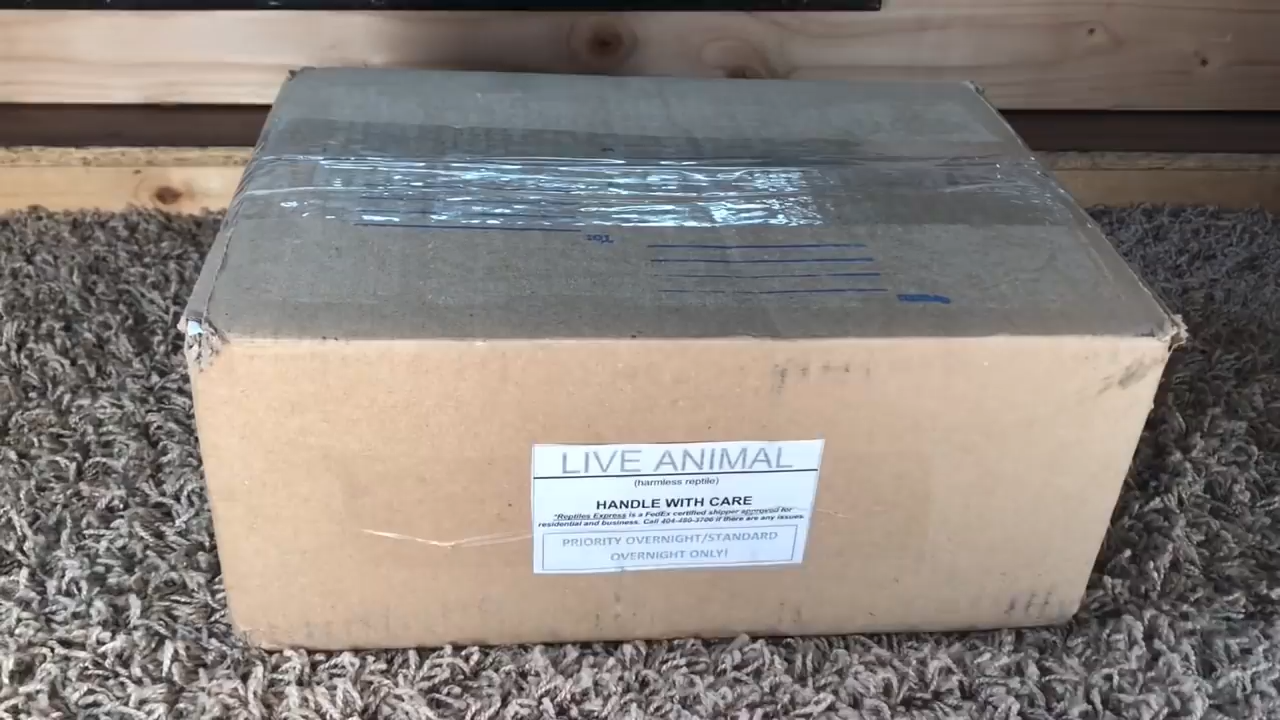 To:
LIVE ANIMAL
(harmless reptile)
HANDLE WITH CARE
*Reptiles Express is a FedEx certified shipper approved for
residential and business. Call 404-480-3706 if there are any issues.
PRIORITY OVERNIGHT/STANDARD
OVERNIGHT ONLY!